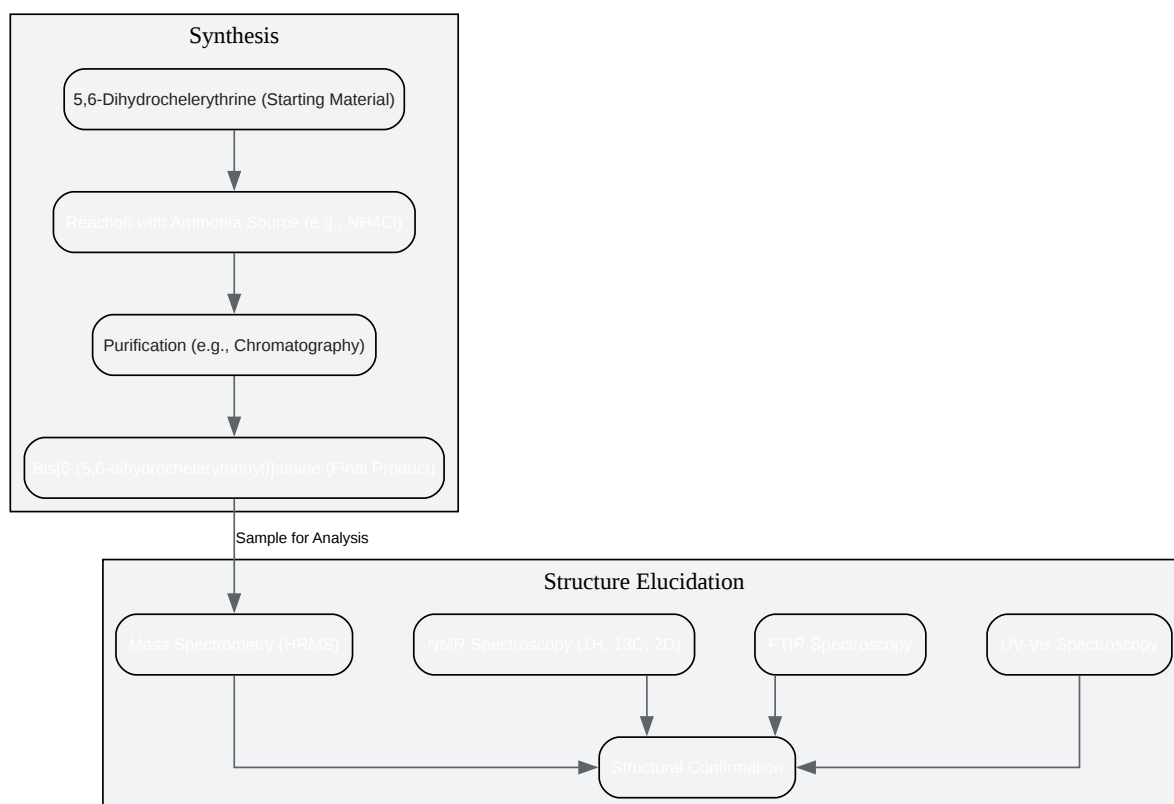 Synthesis
5,6-Dihydrochelerythrine (Starting Material)
Reaction with Ammonia Source (e.g., NH4Cl)
Purification (e.g., Chromatography)
Bis[6-(5,6-dihydrochelerythrinyl)]amine (Final Product)
Sample for Analysis
Structure Elucidation
Mass Spectrometry (HRMS)
NMR Spectroscopy (1H, 13C, 2D)
FTIR Spectroscopy
UV-Vis Spectroscopy
Structural Confirmation